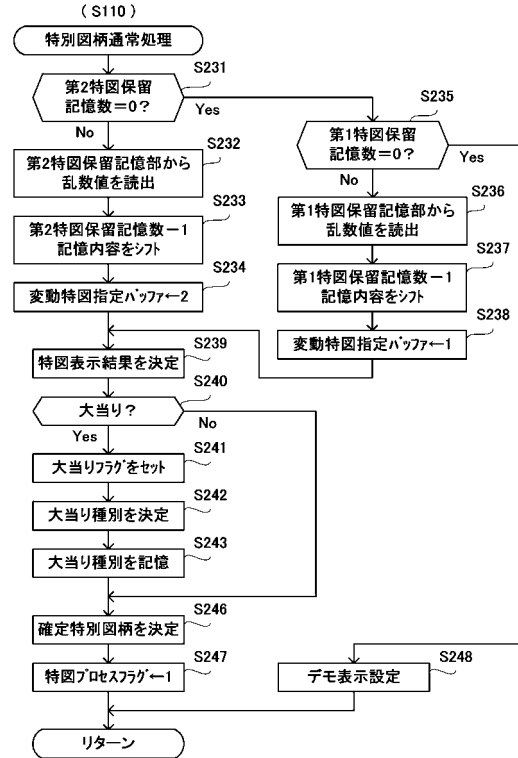 (S110)
特別図柄通常処理
S231
第2特図保留
記憶数=0?
Yes
No
S232
第2特図保留記憶部から
乱数値を読出
S233
第2特図保留記憶数-1
記憶内容をシフト
S234
変動特図指定バッファ←2
S235
第1特図保留
記憶数=0?
Yes
No
S236
第1特図保留記憶部から
乱数値を読出
S237
第1特図保留記憶数-1
記憶内容をシフト
S238
変動特図指定バッファ←1
S239
特図表示結果を決定
S240
大当り?
No
Yes
S241
大当りフラグをセット
S242
大当り種別を決定
S243
大当り種別を記憶
S246
確定特別図柄を決定
S247
特図プロセスフラグ←1
S248
デモ表示設定
リターン